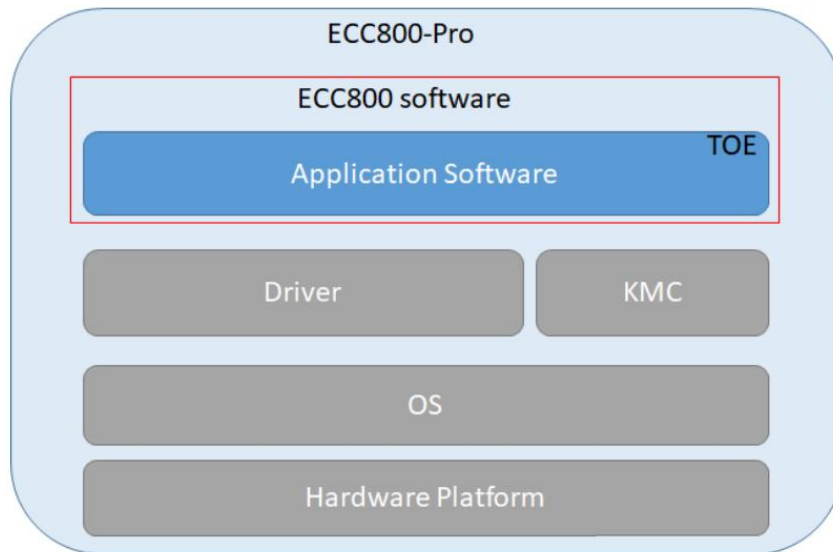 ECC800-Pro
ECC800 software
TOE
Application Software
Driver
KMC
OS
Hardware Platform